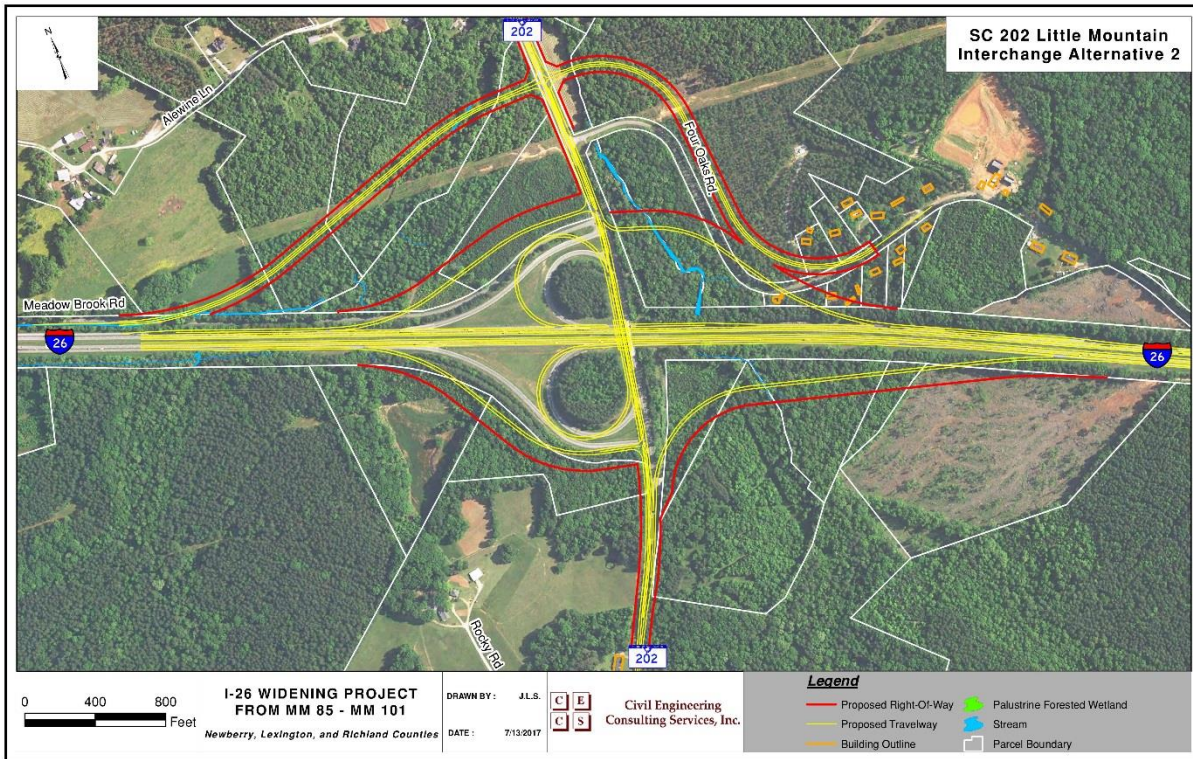 N
202
SC 202 Little Mountain
Interchange Alternative 2
Alewine Ln
Four Oaks Rd.
Meadow Brook Rd
26
26
Rocky Rd
202
0 400 800
Feet
I-26 WIDENING PROJECT
FROM MM 85 - MM 101
Newberry, Lexington, and Richland Counties
DRAWN BY : J.L.S.
DATE : 7/13/2017
C E
C S
Civil Engineering
Consulting Services, Inc.
Legend
Proposed Right-Of-Way
Proposed Travelway
Building Outline
Palustrine Forested Wetland
Stream
Parcel Boundary